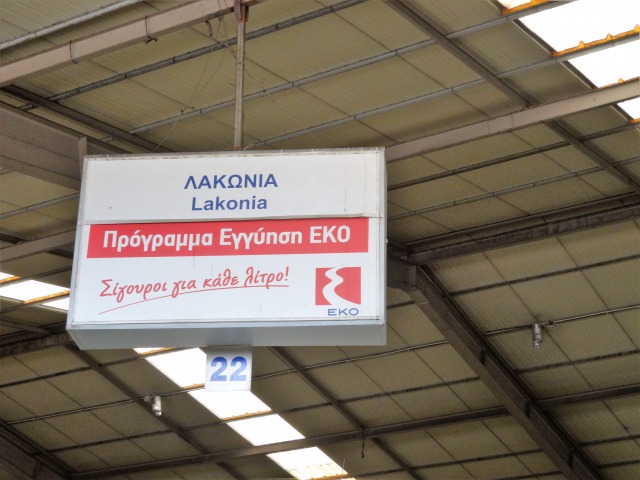 ΛΑΚΩΝΙΑ
Lakonia
Πρόγραμμα Εγγύηση ΕΚΟ
Σίγουροι για κάθε λίτρο!
ΕΚΟ
22